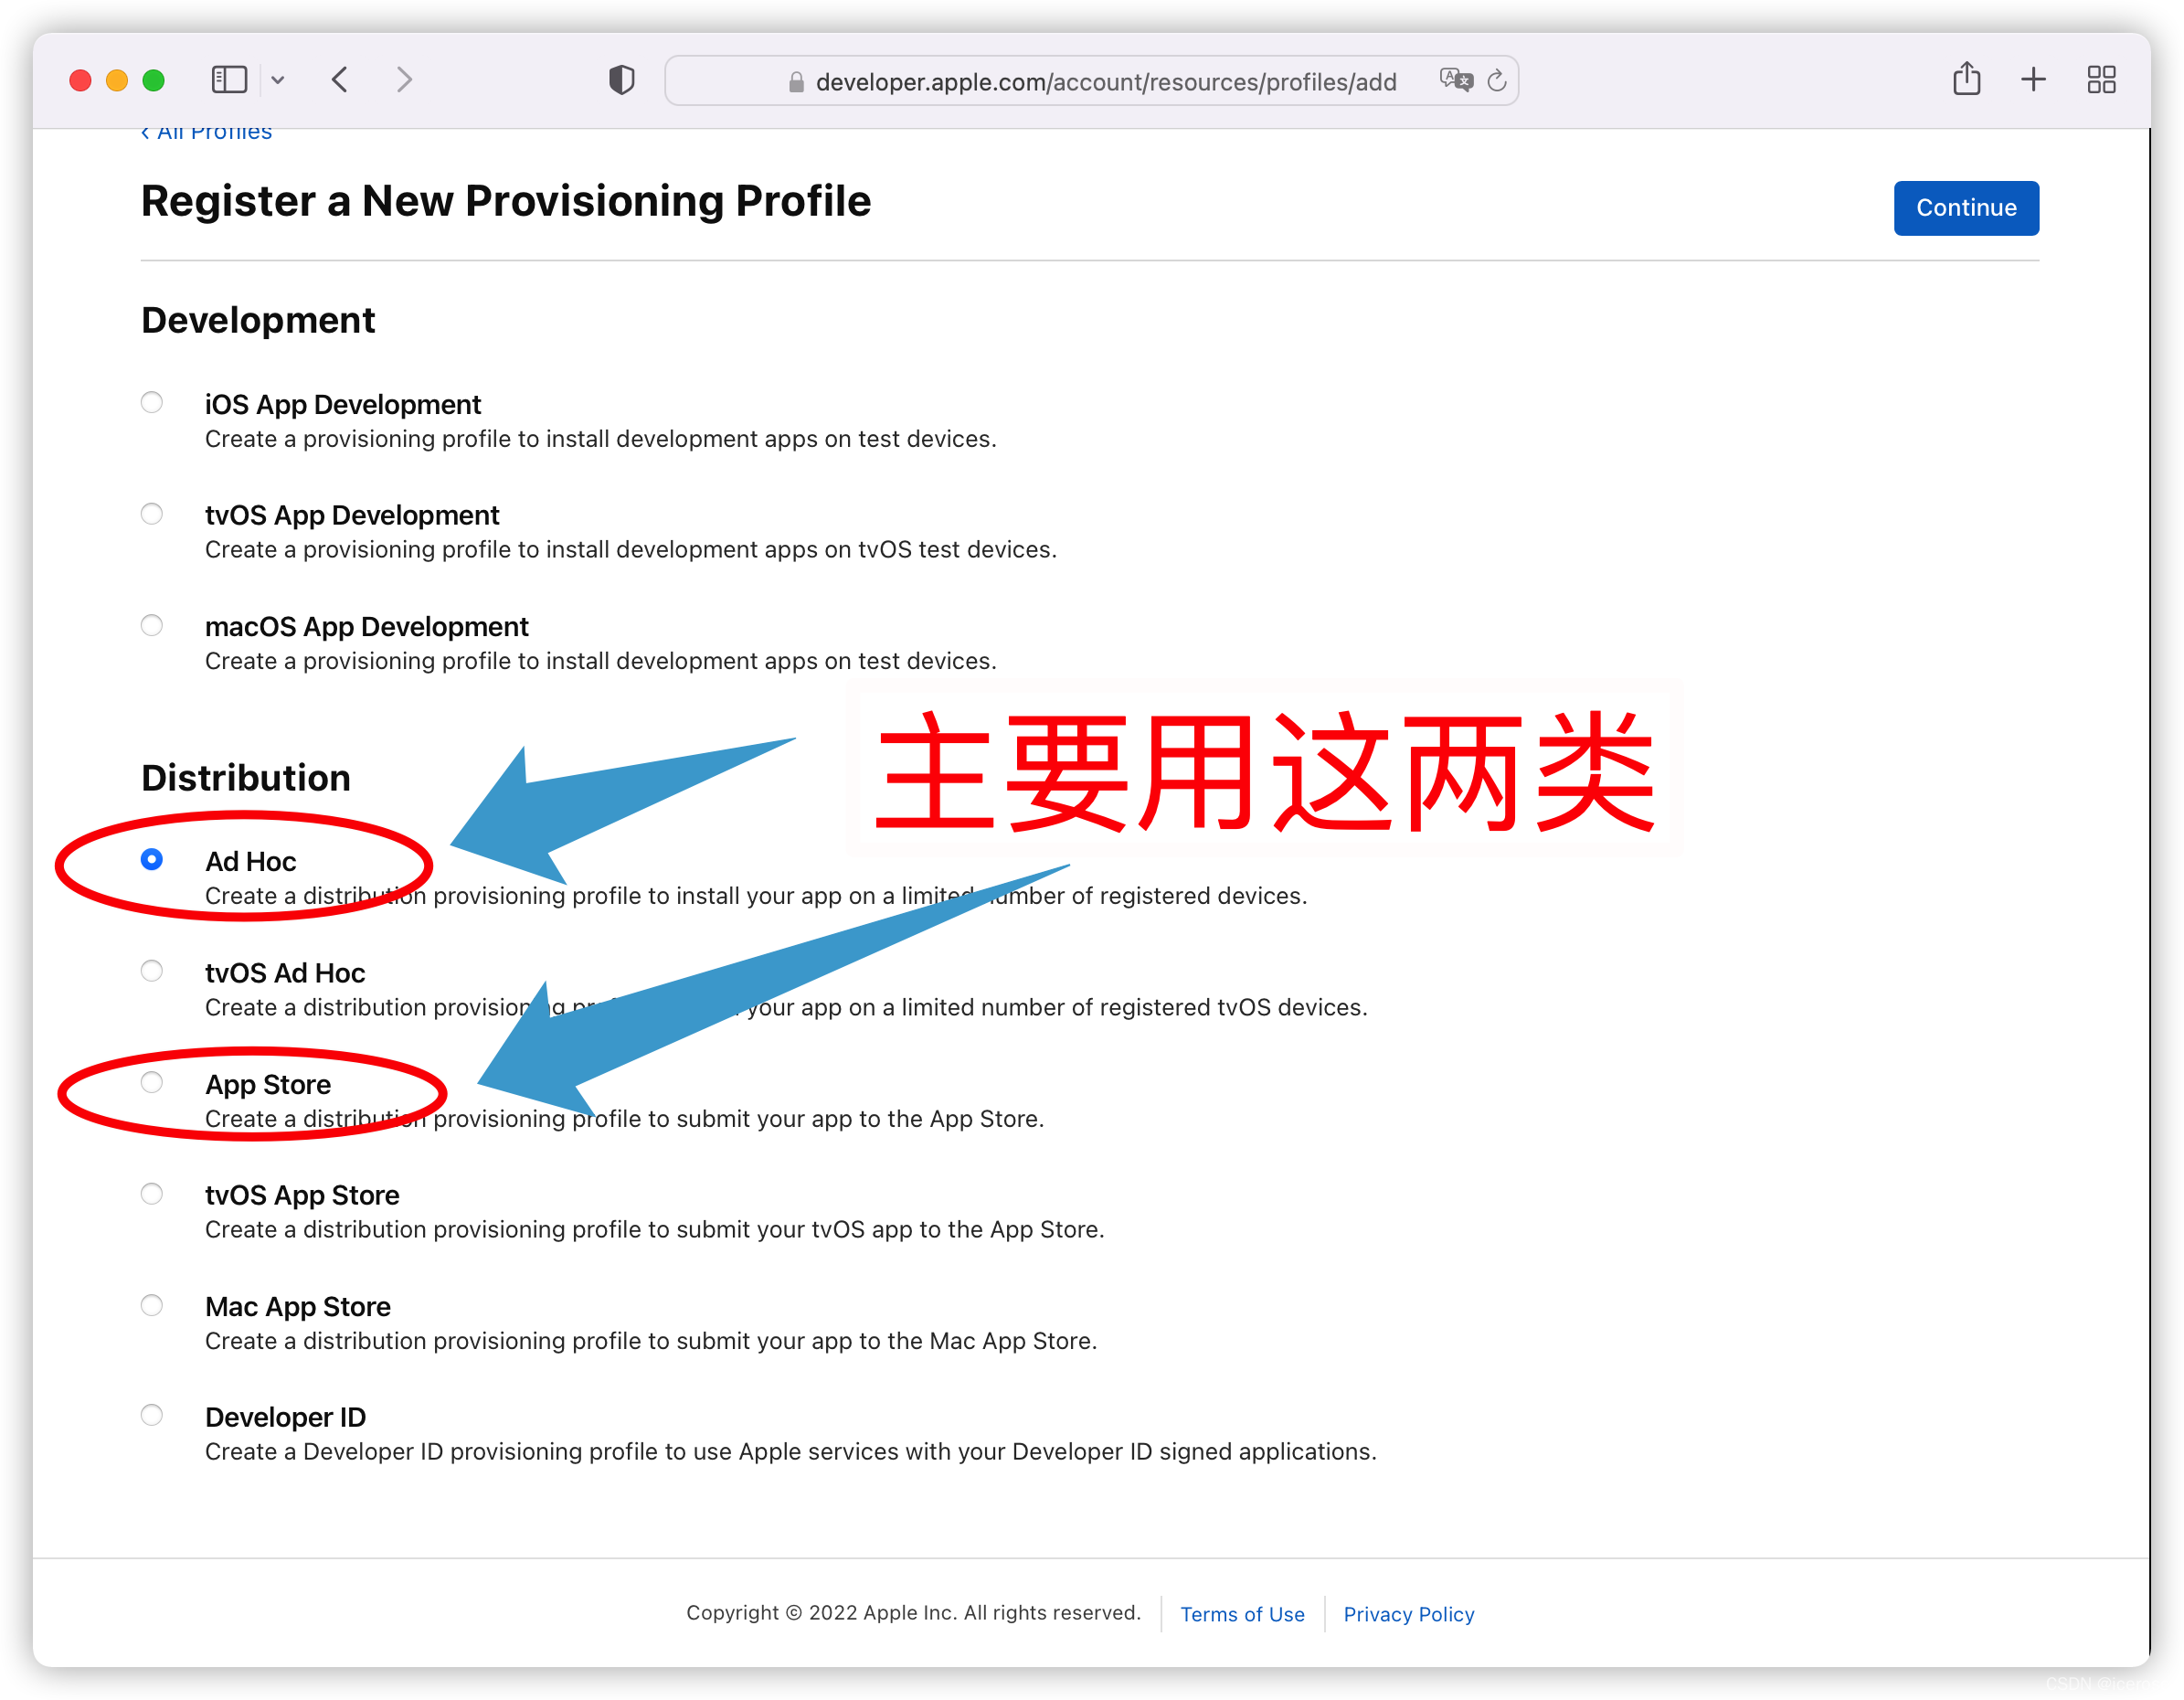 developer.apple.com/account/resources/profiles/add
‹ All Profiles
Register a New Provisioning Profile
Continue
Development
iOS App Development
Create a provisioning profile to install development apps on test devices.
tvOS App Development
Create a provisioning profile to install development apps on tvOS test devices.
macOS App Development
Create a provisioning profile to install development apps on test devices.
主要用这两类
Distribution
Ad Hoc
Create a distribution provisioning profile to install your app on a limited number of registered devices.
tvOS Ad Hoc
Create a distribution provisioning your app on a limited number of registered tvOS devices.
App Store
Create a distribution provisioning profile to submit your app to the App Store.
tvOS App Store
Create a distribution provisioning profile to submit your tvOS app to the App Store.
Mac App Store
Create a distribution provisioning profile to submit your app to the Mac App Store.
Developer ID
Create a Developer ID provisioning profile to use Apple services with your Developer ID signed applications.
Copyright © 2022 Apple Inc. All rights reserved.
Terms of Use
Privacy Policy
CSDN